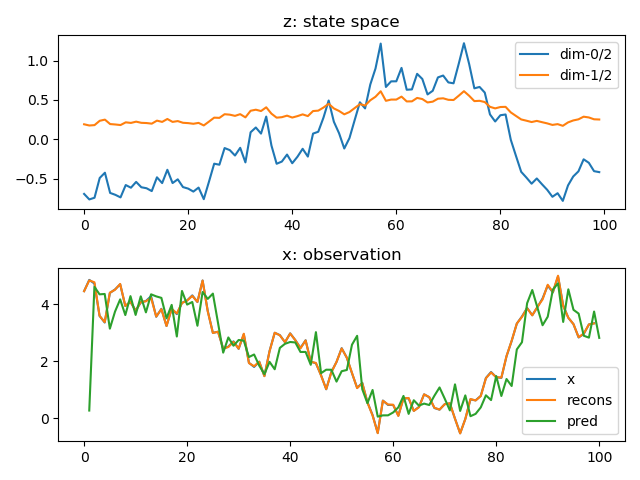 z: state space
1.0
0.5
0.0
−0.5
dim-0/2
dim-1/2
0 20 40 60 80 100
x: observation
4
2
0
x
recons
pred
0 20 40 60 80 100